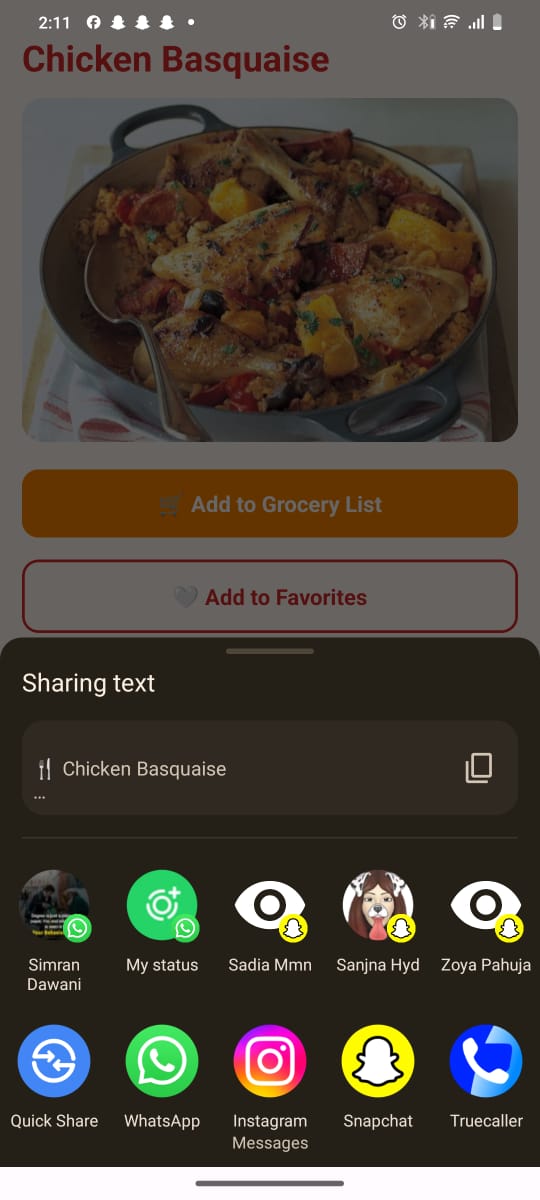 2:11
Chicken Basquaise
🛒 Add to Grocery List
🤍 Add to Favorites
Sharing text
🍴 Chicken Basquaise
...
Simran
Dawani
My status
Sadia Mmn
Sanjna Hyd
Zoya Pahuja
Quick Share
WhatsApp
Instagram
Messages
Snapchat
Truecaller